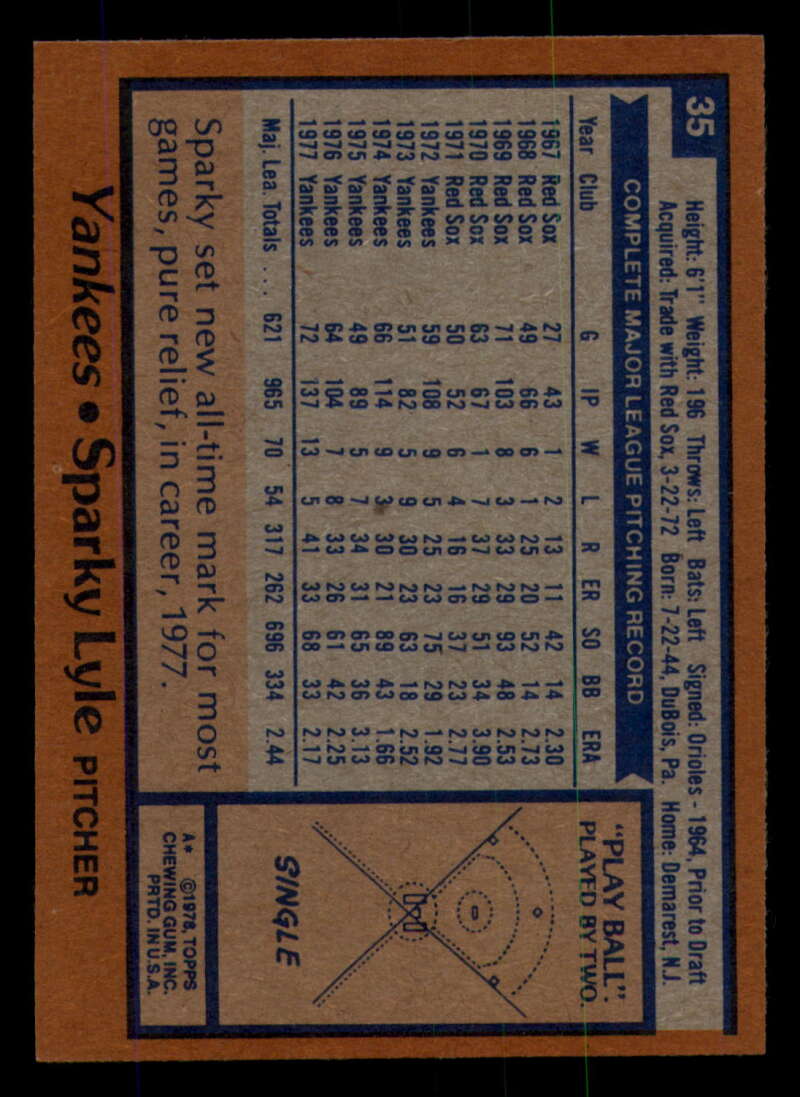 35
Height: 6'1" Weight: 196 Throws: Left Bats: Left Signed: Orioles - 1964, Prior to Draft
Acquired: Trade with Red Sox, 3-22-72 Born: 7-22-44, DuBois, Pa. Home: Demarest, N.J.
COMPLETE MAJOR LEAGUE PITCHING RECORD
Year Club G IP W L R ER SO BB ERA
1967 Red Sox 27 43 1 2 13 11 42 14 2.30
1968 Red Sox 49 66 6 1 25 20 52 14 2.73
1969 Red Sox 71 103 8 3 33 29 93 48 2.53
1970 Red Sox 63 67 1 7 37 29 51 34 3.90
1971 Red Sox 50 52 6 4 16 16 37 23 2.77
1972 Yankees 59 108 9 5 25 23 75 29 1.92
1973 Yankees 51 82 5 9 30 23 63 18 2.52
1974 Yankees 66 114 9 3 30 21 89 43 1.66
1975 Yankees 49 89 5 7 34 31 65 36 3.13
1976 Yankees 64 104 7 8 33 26 61 42 2.25
1977 Yankees 72 137 13 5 41 33 68 33 2.17
Maj. Lea. Totals ... 621 965 70 54 317 262 696 334 2.44
Sparky set new all-time mark for most
games, pure relief, in career, 1977.
"PLAY BALL":
PLAYED BY TWO.
SINGLE
A* ©1978, TOPPS
CHEWING GUM, INC.
PRTD. IN U.S.A.
Yankees • Sparky Lyle PITCHER